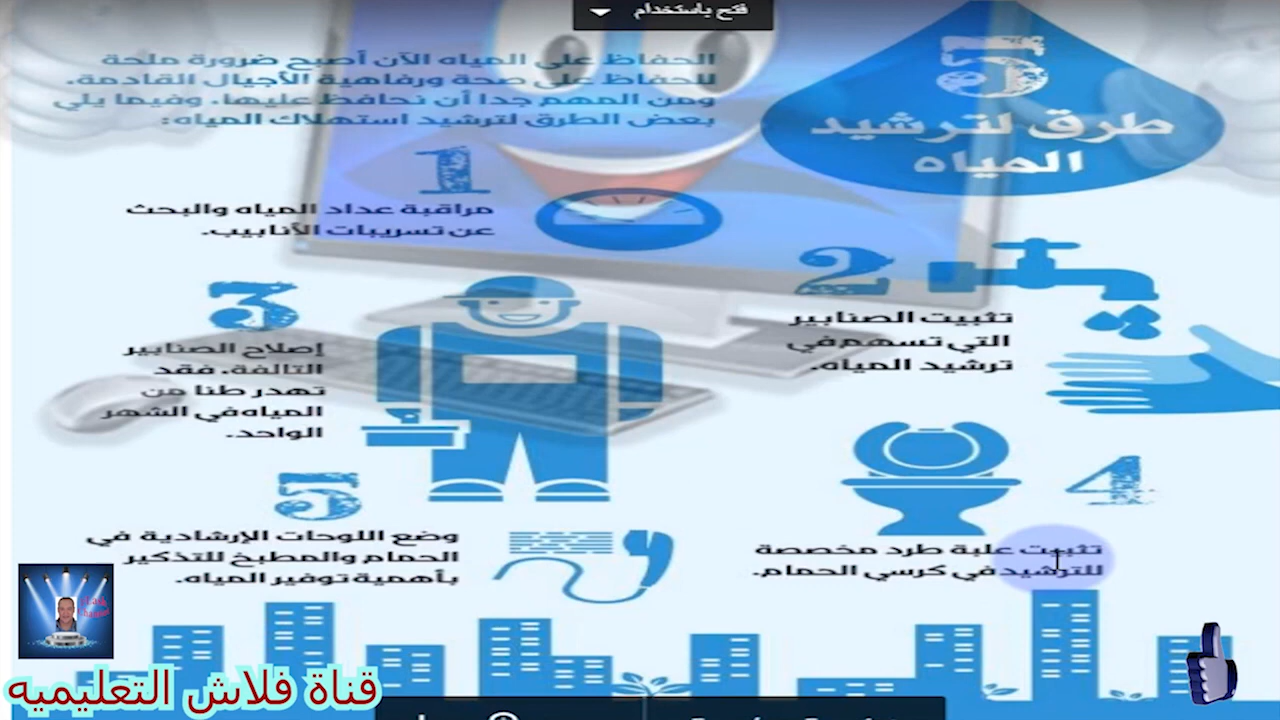 فتح باستخدام
5
طرق لترشيد
المياه
الحفاظ على المياه الآن أصبح ضرورة ملحة
للحفاظ على صحة ورفاهية الأجيال القادمة.
ومن المهم جدا أن نحافظ عليها. وفيما يلي
بعض الطرق لترشيد استهلاك المياه:
1
مراقبة عداد المياه والبحث
عن تسريبات الأنابيب.
2
تثبيت الصنابير
التي تسهم في
ترشيد المياه.
3
إصلاح الصنابير
التالفة. فقد
تهدر طنا من
المياه في الشهر
الواحد.
4
تثبيت علبة طرد مخصصة
للترشيد في كرسي الحمام.
5
وضع اللوحات الإرشادية في
الحمام والمطبخ للتذكير
بأهمية توفير المياه.
قناة فلاش التعليميه